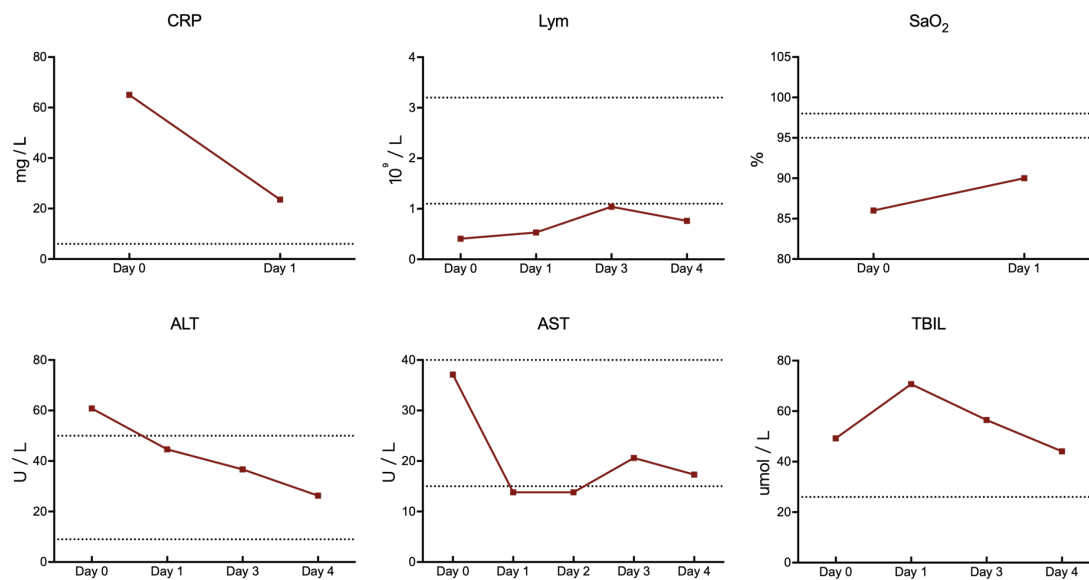 CRP
mg / L
80
60
40
20
0
Day 0 Day 1
Lym
10⁹ / L
4
3
2
1
0
Day 0 Day 1 Day 3 Day 4
SaO₂
%
105
100
95
90
85
80
Day 0 Day 1
ALT
U / L
80
60
40
20
0
Day 0 Day 1 Day 3 Day 4
AST
U / L
40
30
20
10
0
Day 0 Day 1 Day 2 Day 3 Day 4
TBIL
umol / L
80
60
40
20
0
Day 0 Day 1 Day 3 Day 4